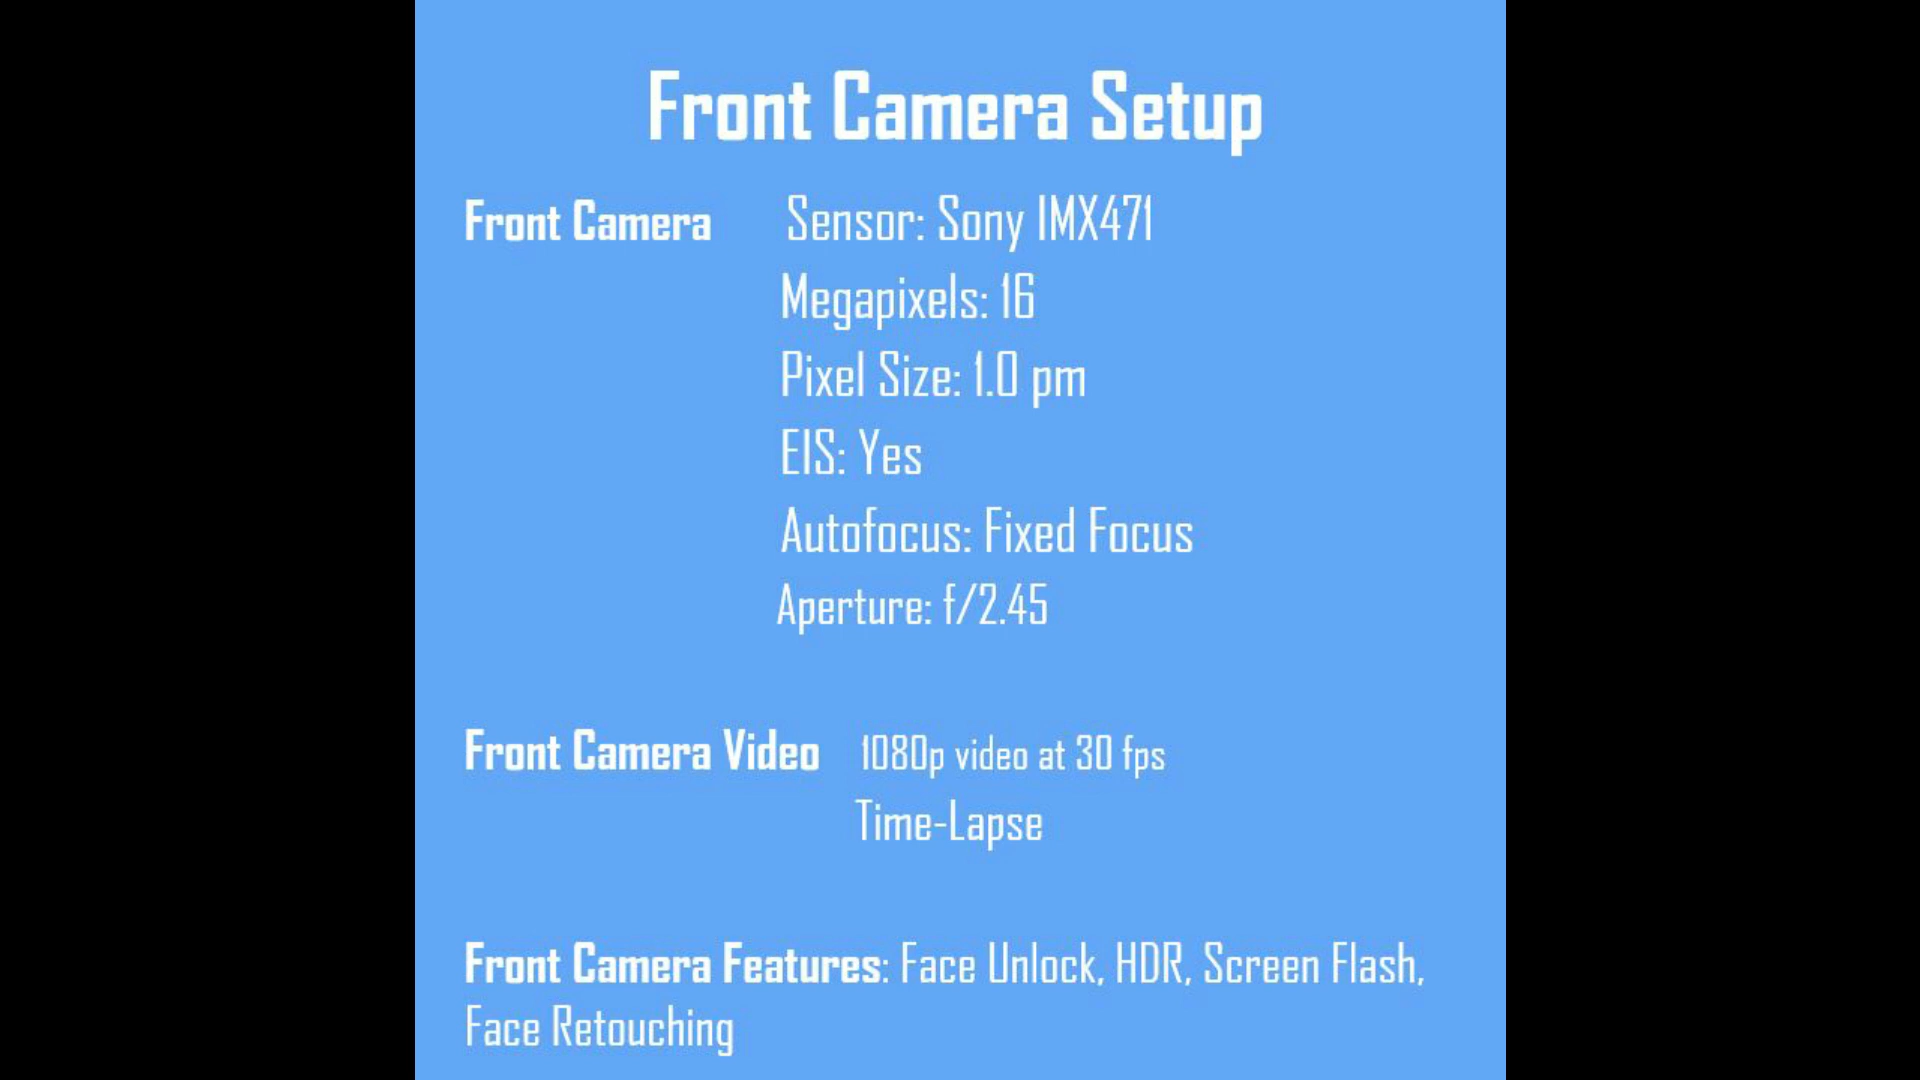 Front Camera Setup
Front Camera Sensor: Sony IMX471
Megapixels: 16
Pixel Size: 1.0 pm
EIS: Yes
Autofocus: Fixed Focus
Aperture: f/2.45
Front Camera Video 1080p video at 30 fps
Time-Lapse
Front Camera Features: Face Unlock, HDR, Screen Flash,
Face Retouching